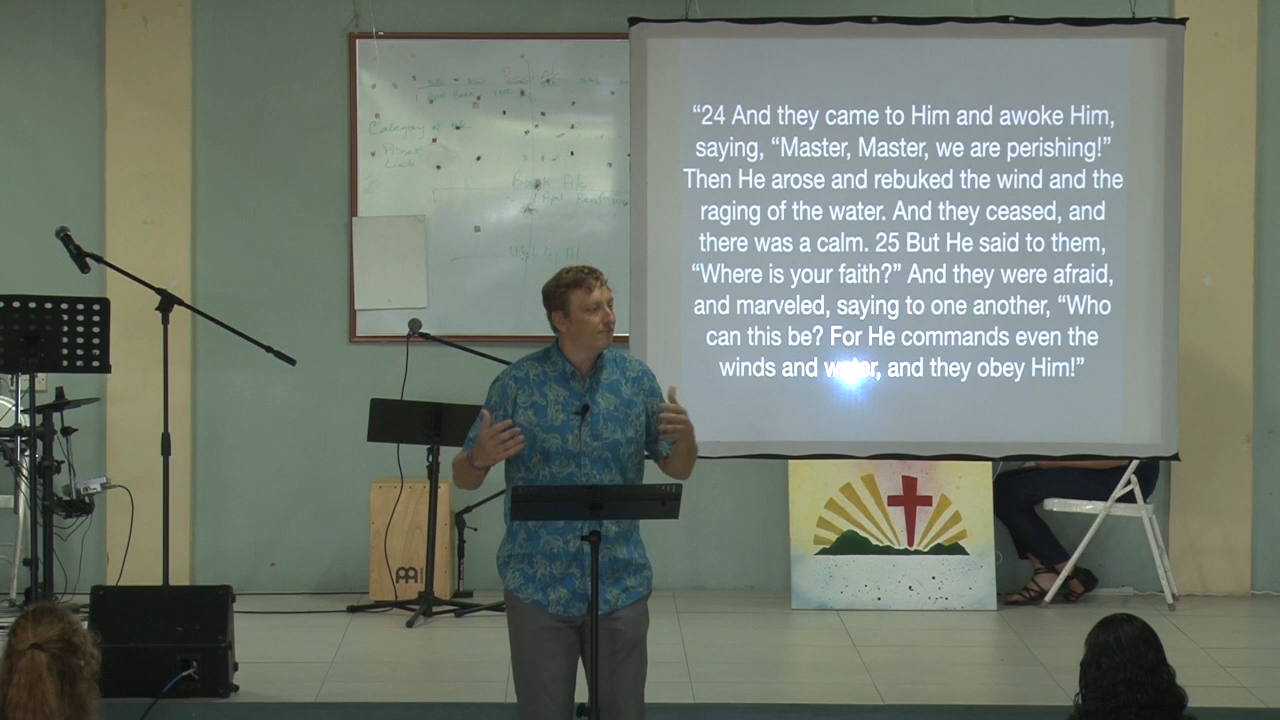 “24 And they came to Him and awoke Him,
saying, “Master, Master, we are perishing!”
Then He arose and rebuked the wind and the
raging of the water. And they ceased, and
there was a calm. 25 But He said to them,
“Where is your faith?” And they were afraid,
and marveled, saying to one another, “Who
can this be? For He commands even the
winds and water, and they obey Him!”
Category of
MEINL